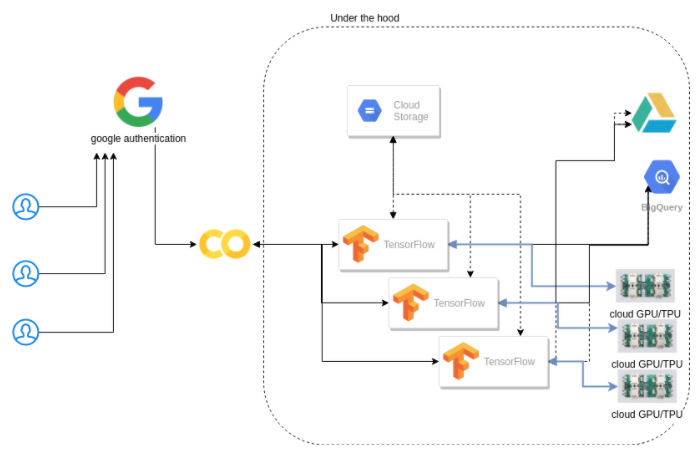 Under the hood
google authentication
Cloud
Storage
BigQuery
TensorFlow
TensorFlow
TensorFlow
cloud GPU/TPU
cloud GPU/TPU
cloud GPU/TPU